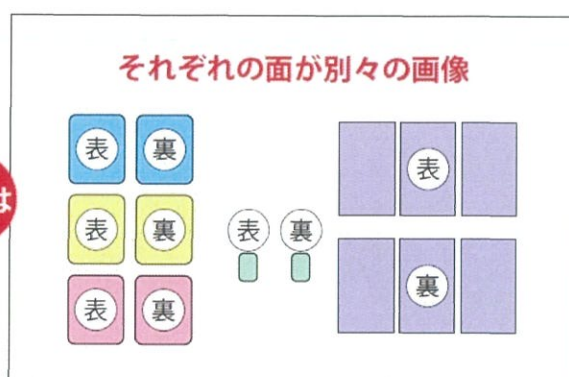 それぞれの面が別々の画像
は
表 裏
表 裏
表 裏
表 裏
表
裏